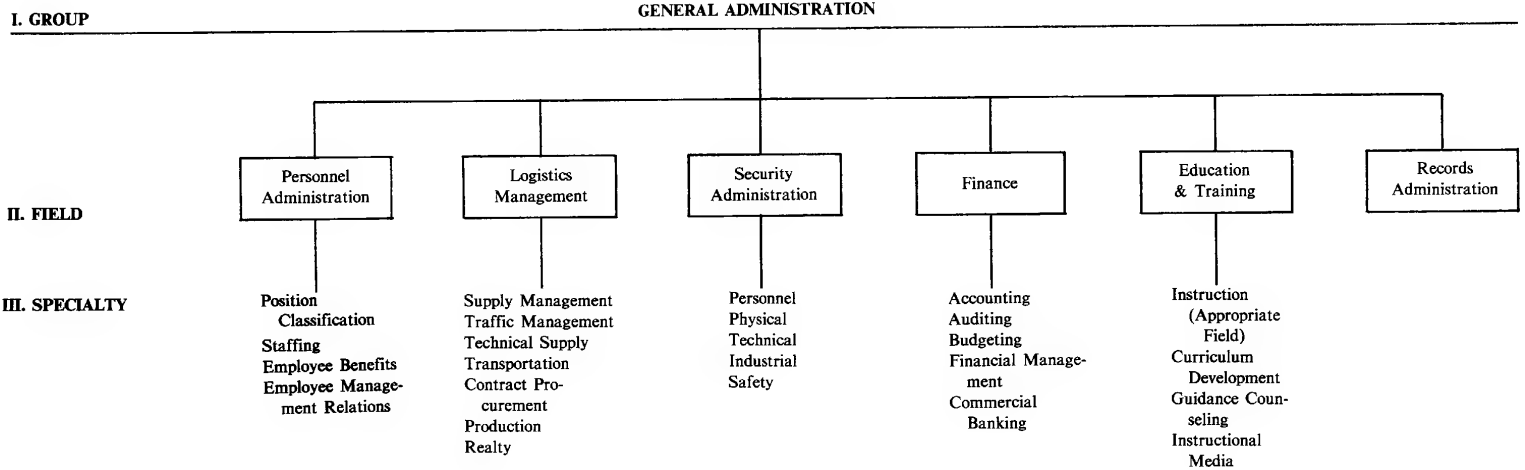 I. GROUP
GENERAL ADMINISTRATION
II. FIELD
Personnel
Administration
Logistics
Management
Security
Administration
Finance
Education
& Training
Records
Administration
III. SPECIALTY
Position
Classification
Staffing
Employee Benefits
Employee Manage-
ment Relations
Supply Management
Traffic Management
Technical Supply
Transportation
Contract Pro-
curement
Production
Realty
Personnel
Physical
Technical
Industrial
Safety
Accounting
Auditing
Budgeting
Financial Manage-
ment
Commercial
Banking
Instruction
(Appropriate
Field)
Curriculum
Development
Guidance Coun-
seling
Instructional
Media